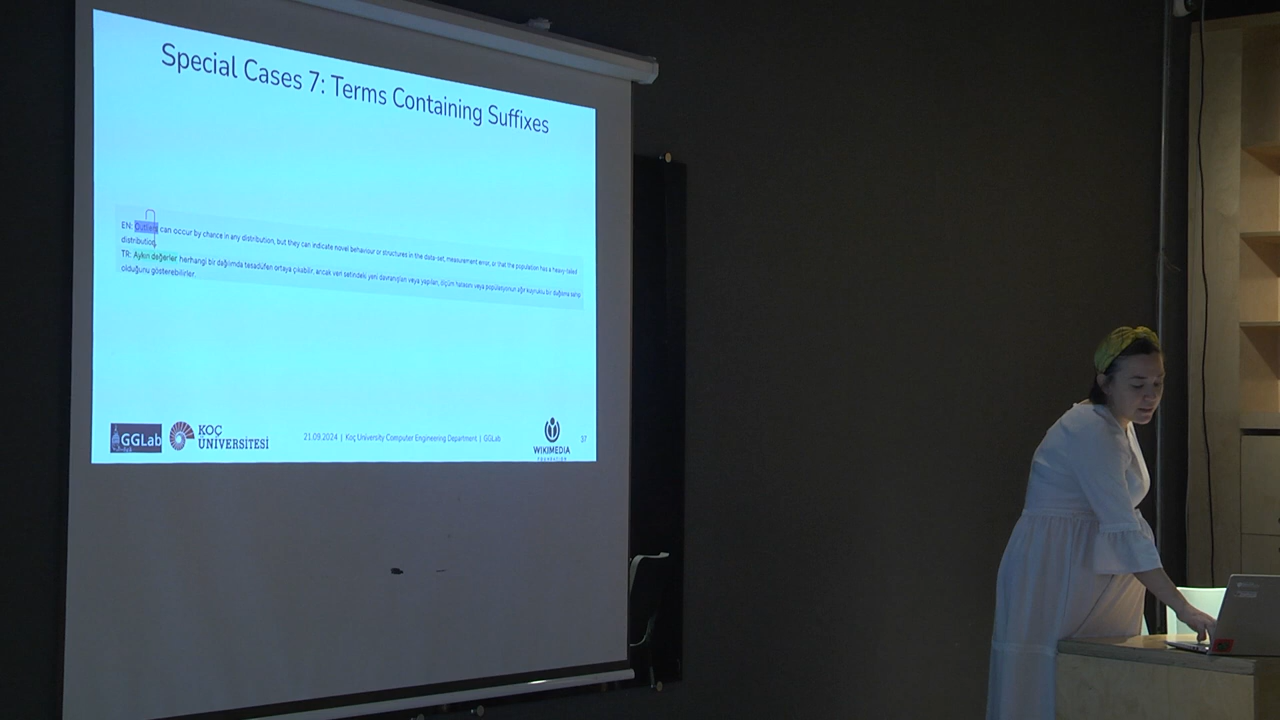 Special Cases 7: Terms Containing Suffixes
EN: Outliers can occur by chance in any distribution, but they can indicate novel behaviour or structures in the data-set, measurement error, or that the population has a heavy-tailed
distribution.
TR: Aykırı değerler herhangi bir dağılımda tesadüfen ortaya çıkabilir, ancak veri setindeki yeni davranışları veya yapıları, ölçüm hatasını veya popülasyonun ağır kuyruklu bir dağılıma sahip
olduğunu gösterebilirler.
GGLab
KOÇ
ÜNİVERSİTESİ
21.09.2024 | Koç University Computer Engineering Department | GGLab
WIKIMEDIA
37